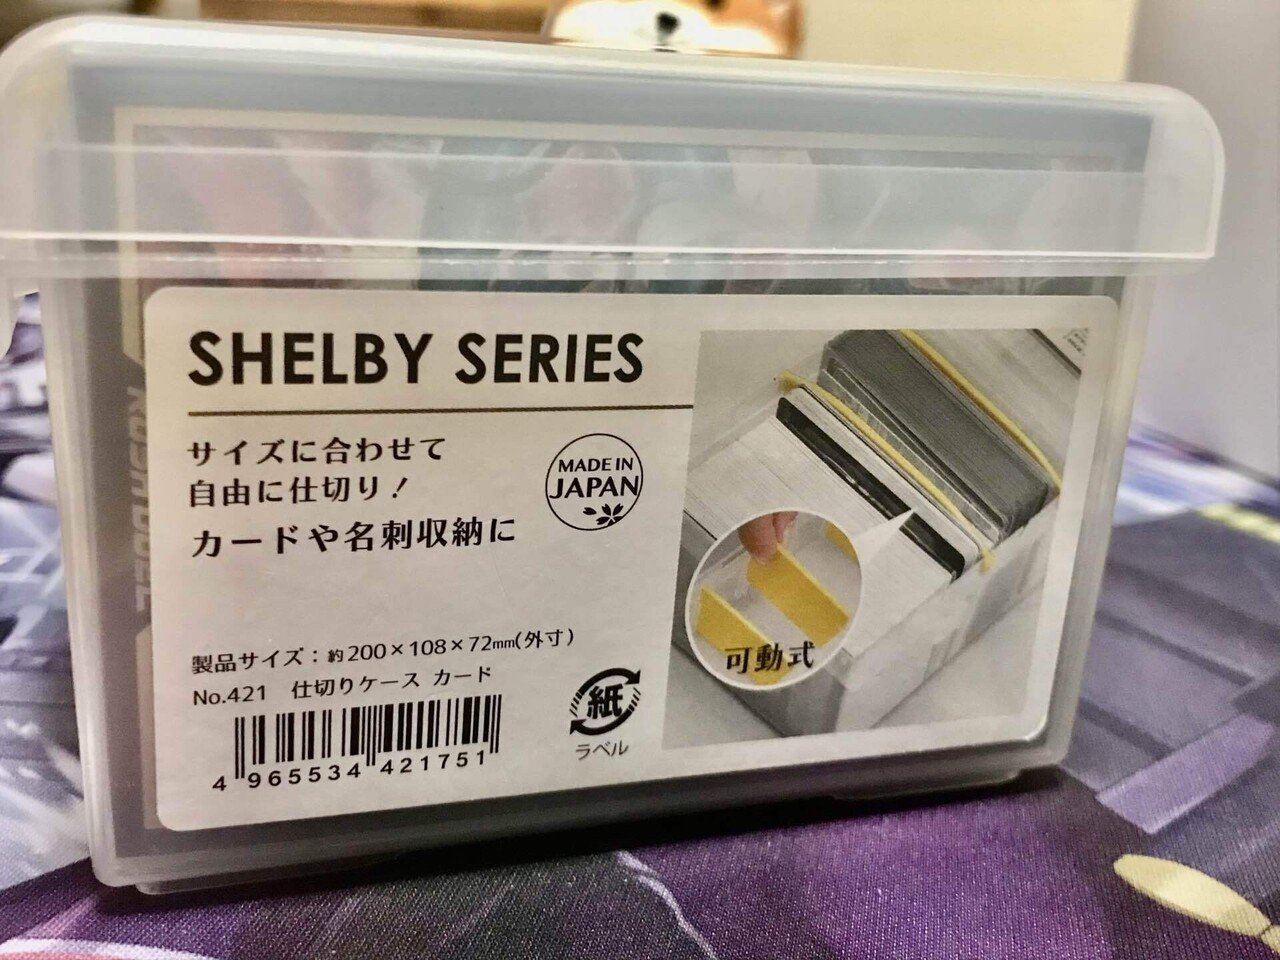 SHELBY SERIES
サイズに合わせて
自由に仕切り！
カードや名刺収納に
MADE IN
JAPAN
可動式
製品サイズ：約200×108×72mm(外寸)
No.421 仕切りケース カード
4 965534 421751
紙
ラベル